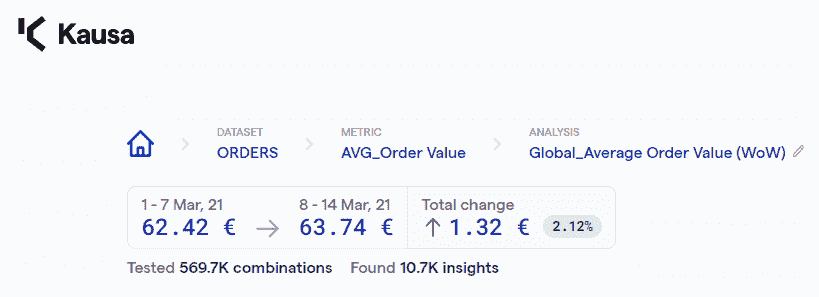 Kausa
DATASET METRIC ANALYSIS
ORDERS AVG_Order Value Global_Average Order Value (WoW)
1 - 7 Mar, 21 8 - 14 Mar, 21 Total change
62.42 € → 63.74 € ↑ 1.32 € 2.12%
Tested 569.7K combinations Found 10.7K insights